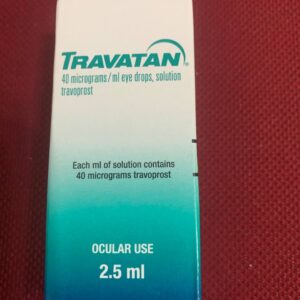 TRAVATAN®
40 micrograms/ml eye drops, solution
travoprost
Each ml of solution contains
40 micrograms travoprost
OCULAR USE
2.5 ml